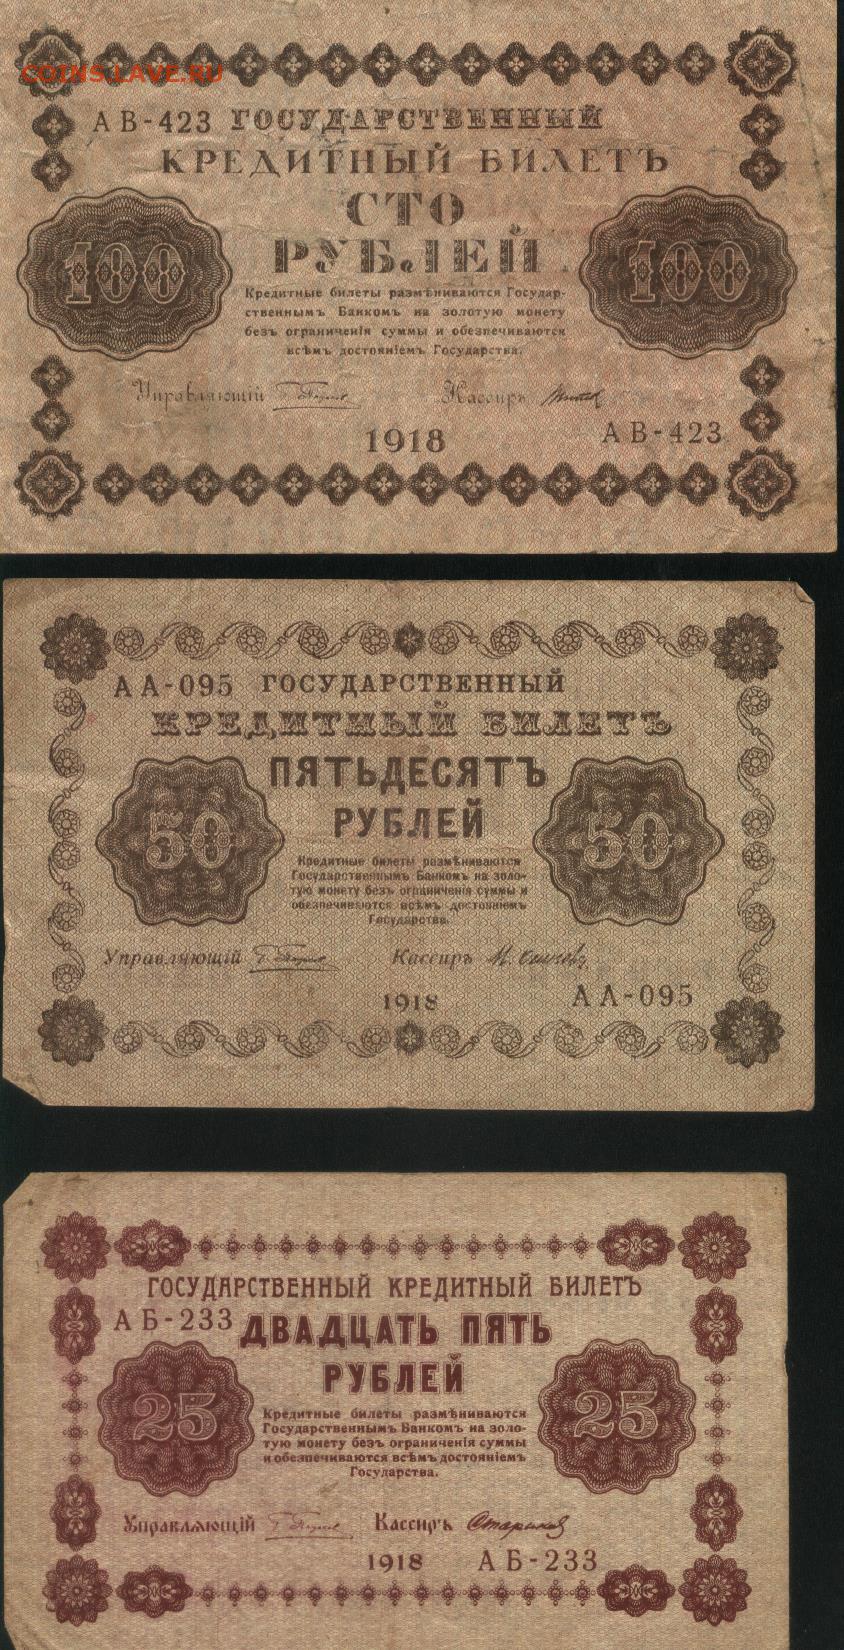 COINS.LAVE.RU
АВ-423 ГОСУДАРСТВЕННЫЙ
КРЕДИТНЫЙ БИЛЕТЪ
СТО
РУБЛЕЙ
100 100
Кредитные билеты размѣниваются Государ-
ственнымъ Банкомъ на золотую монету
безъ ограниченія суммы и обезпечиваются
всѣмъ достояніемъ Государства.
Управляющій Кассиръ
1918 АВ-423
АА-095 ГОСУДАРСТВЕННЫЙ
КРЕДИТНЫЙ БИЛЕТЪ
ПЯТЬДЕСЯТЪ
РУБЛЕЙ
50 50
Кредитные билеты размѣниваются
Государственнымъ Банкомъ на золо-
тую монету безъ ограниченія суммы и
обезпечиваются всѣмъ достояніемъ
Государства.
Управляющій Кассиръ
1918 АА-095
ГОСУДАРСТВЕННЫЙ КРЕДИТНЫЙ БИЛЕТЪ
АБ-233 ДВАДЦАТЬ ПЯТЬ
РУБЛЕЙ
25 25
Кредитные билеты размѣниваются
Государственнымъ Банкомъ на золо-
тую монету безъ ограниченія суммы
и обезпечиваются всѣмъ достояніемъ
Государства.
Управляющій Кассиръ
1918 АБ-233